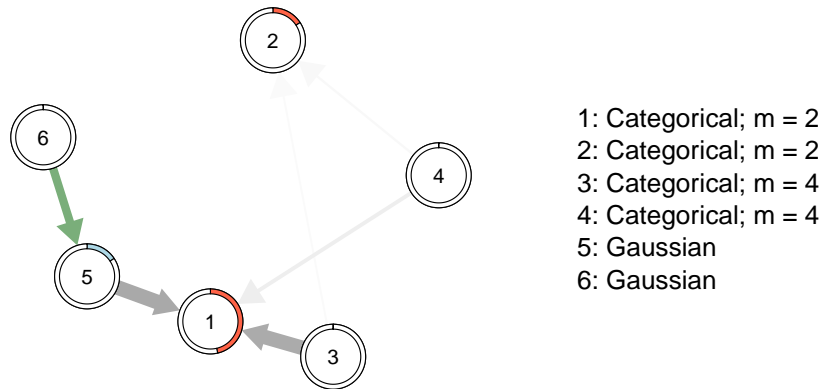 2
6
4
5
1
3
1: Categorical; m = 2
2: Categorical; m = 2
3: Categorical; m = 4
4: Categorical; m = 4
5: Gaussian
6: Gaussian